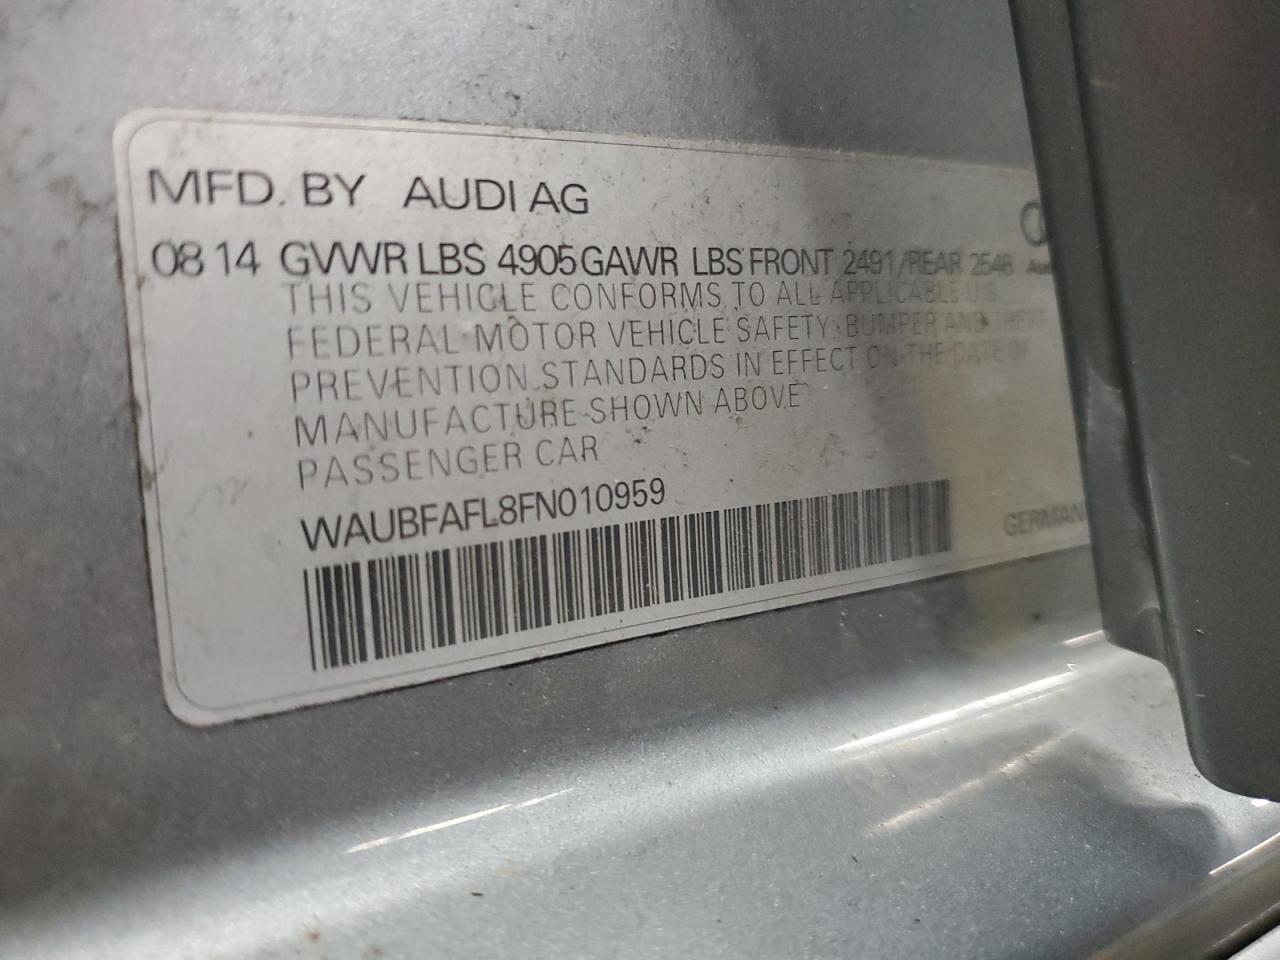 MFD. BY AUDI AG
08 14 GVWR LBS 4905 GAWR LBS FRONT 2491/REAR 2546
THIS VEHICLE CONFORMS TO ALL APPLICABLE U.S.
FEDERAL MOTOR VEHICLE SAFETY, BUMPER AND THEFT
PREVENTION STANDARDS IN EFFECT ON THE DATE OF
MANUFACTURE SHOWN ABOVE
PASSENGER CAR
WAUBFAFL8FN010959